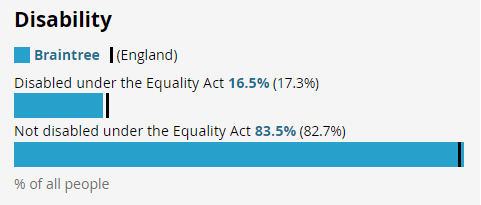 Disability
Braintree (England)
Disabled under the Equality Act 16.5% (17.3%)
Not disabled under the Equality Act 83.5% (82.7%)
% of all people